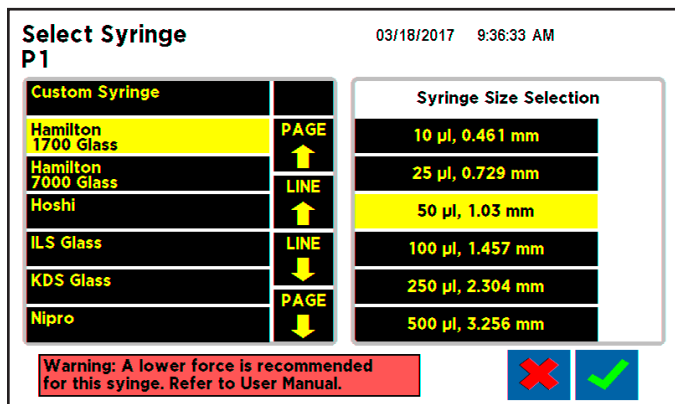 Select Syringe
P1
03/18/2017 9:36:33 AM
Custom Syringe
Hamilton
1700 Glass
Hamilton
7000 Glass
Hoshi
ILS Glass
KDS Glass
Nipro
PAGE
LINE
LINE
PAGE
Syringe Size Selection
10 µl, 0.461 mm
25 µl, 0.729 mm
50 µl, 1.03 mm
100 µl, 1.457 mm
250 µl, 2.304 mm
500 µl, 3.256 mm
Warning: A lower force is recommended
for this syinge. Refer to User Manual.